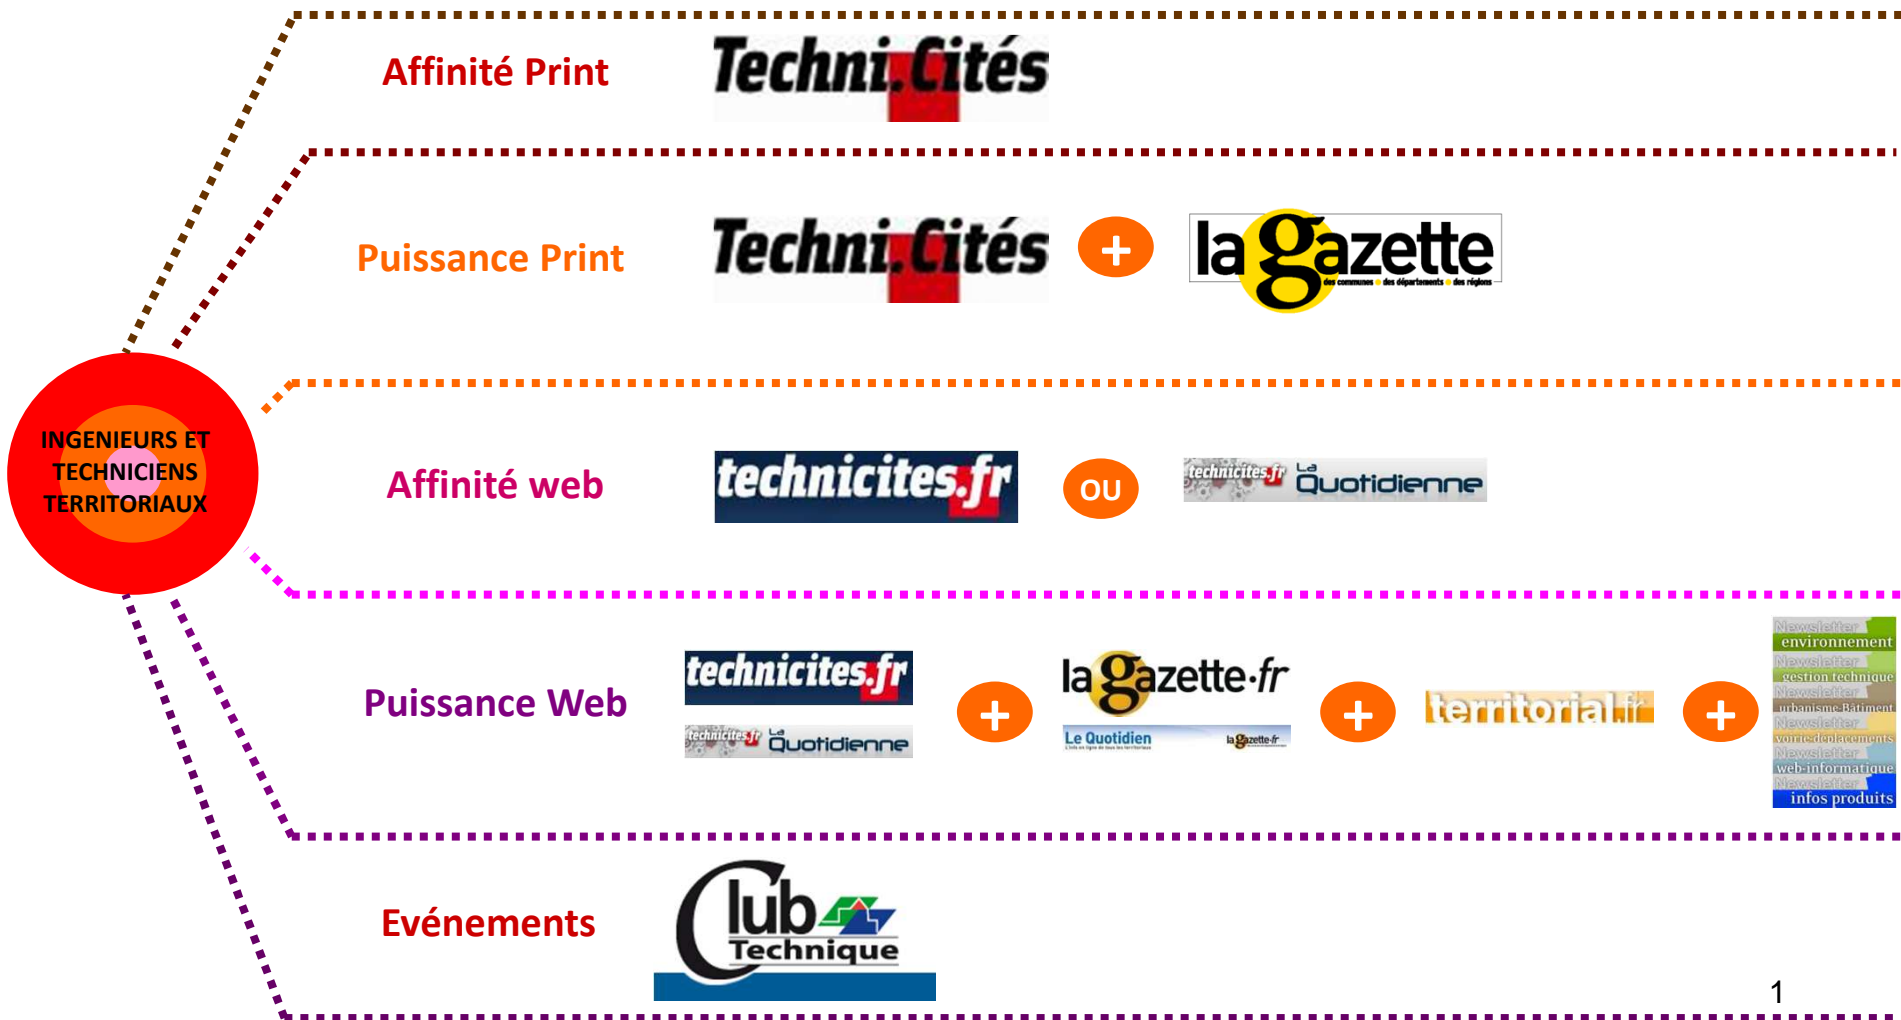 Affinité Print
Techni.Cités
Puissance Print
Techni.Cités
+
la gazette
des communes des départements des régions
INGENIEURS ET
TECHNICIENS
TERRITORIAUX
Affinité web
technicites.fr
OU
technicites.fr La Quotidienne
Puissance Web
technicites.fr
technicites.fr La Quotidienne
+
la gazette.fr
Le Quotidien
la gazette.fr
+
territorial.fr
+
Newsletter
environnement
Newsletter
gestion technique
Newsletter
urbanisme-Bâtiment
Newsletter
voirie-déplacements
Newsletter
web-informatique
Newsletter
infos produits
Evénements
Club
Technique
1